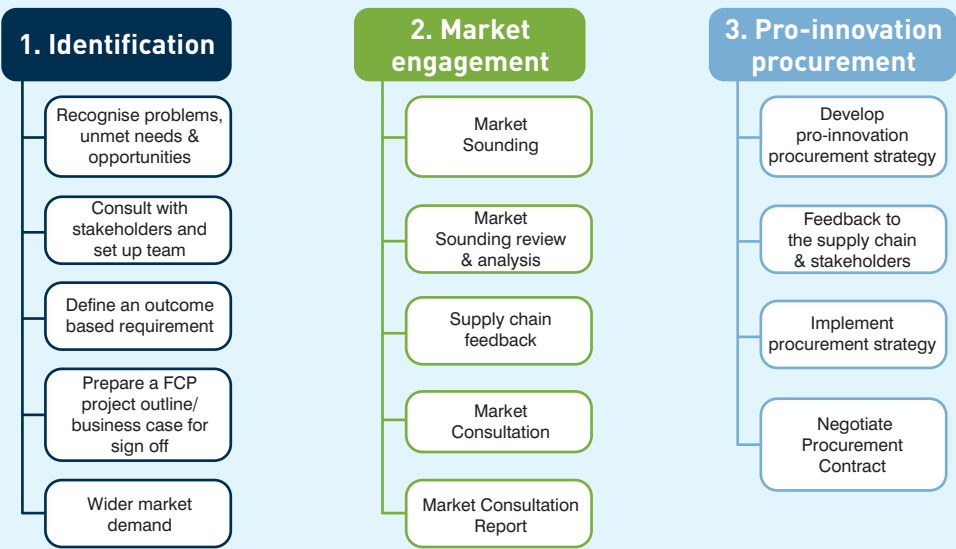 1. Identification
Recognise problems,
unmet needs &
opportunities
Consult with
stakeholders and
set up team
Define an outcome
based requirement
Prepare a FCP
project outline/
business case for
sign off
Wider market
demand
2. Market
engagement
Market
Sounding
Market
Sounding review
& analysis
Supply chain
feedback
Market
Consultation
Market Consultation
Report
3. Pro-innovation
procurement
Develop
pro-innovation
procurement strategy
Feedback to
the supply chain
& stakeholders
Implement
procurement strategy
Negotiate
Procurement
Contract